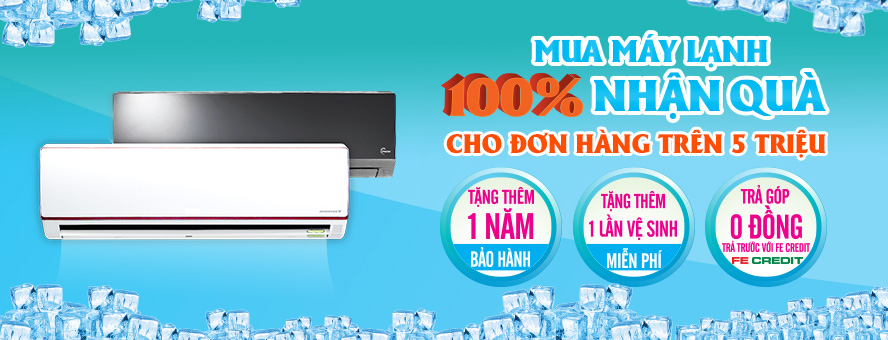 MUA MÁY LẠNH
100% NHẬN QUÀ
CHO ĐƠN HÀNG TRÊN 5 TRIỆU
TẶNG THÊM
1 NĂM
BẢO HÀNH
TẶNG THÊM
1 LẦN VỆ SINH
MIỄN PHÍ
TRẢ GÓP
0 ĐỒNG
TRẢ TRƯỚC VỚI FE CREDIT
FE CREDIT